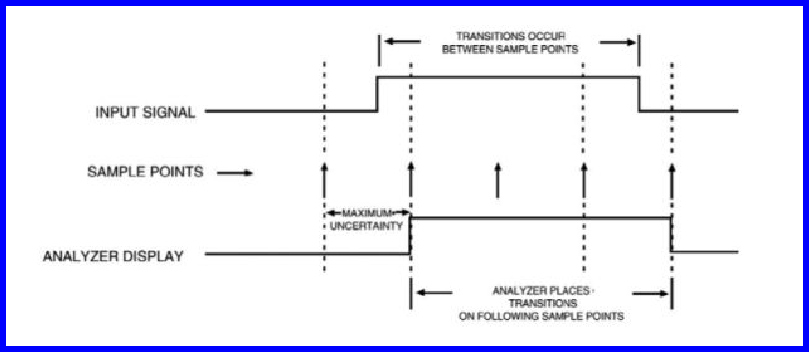 TRANSITIONS OCCUR
BETWEEN SAMPLE POINTS
INPUT SIGNAL
SAMPLE POINTS
MAXIMUM
UNCERTAINTY
ANALYZER DISPLAY
ANALYZER PLACES
TRANSITIONS
ON FOLLOWING SAMPLE POINTS